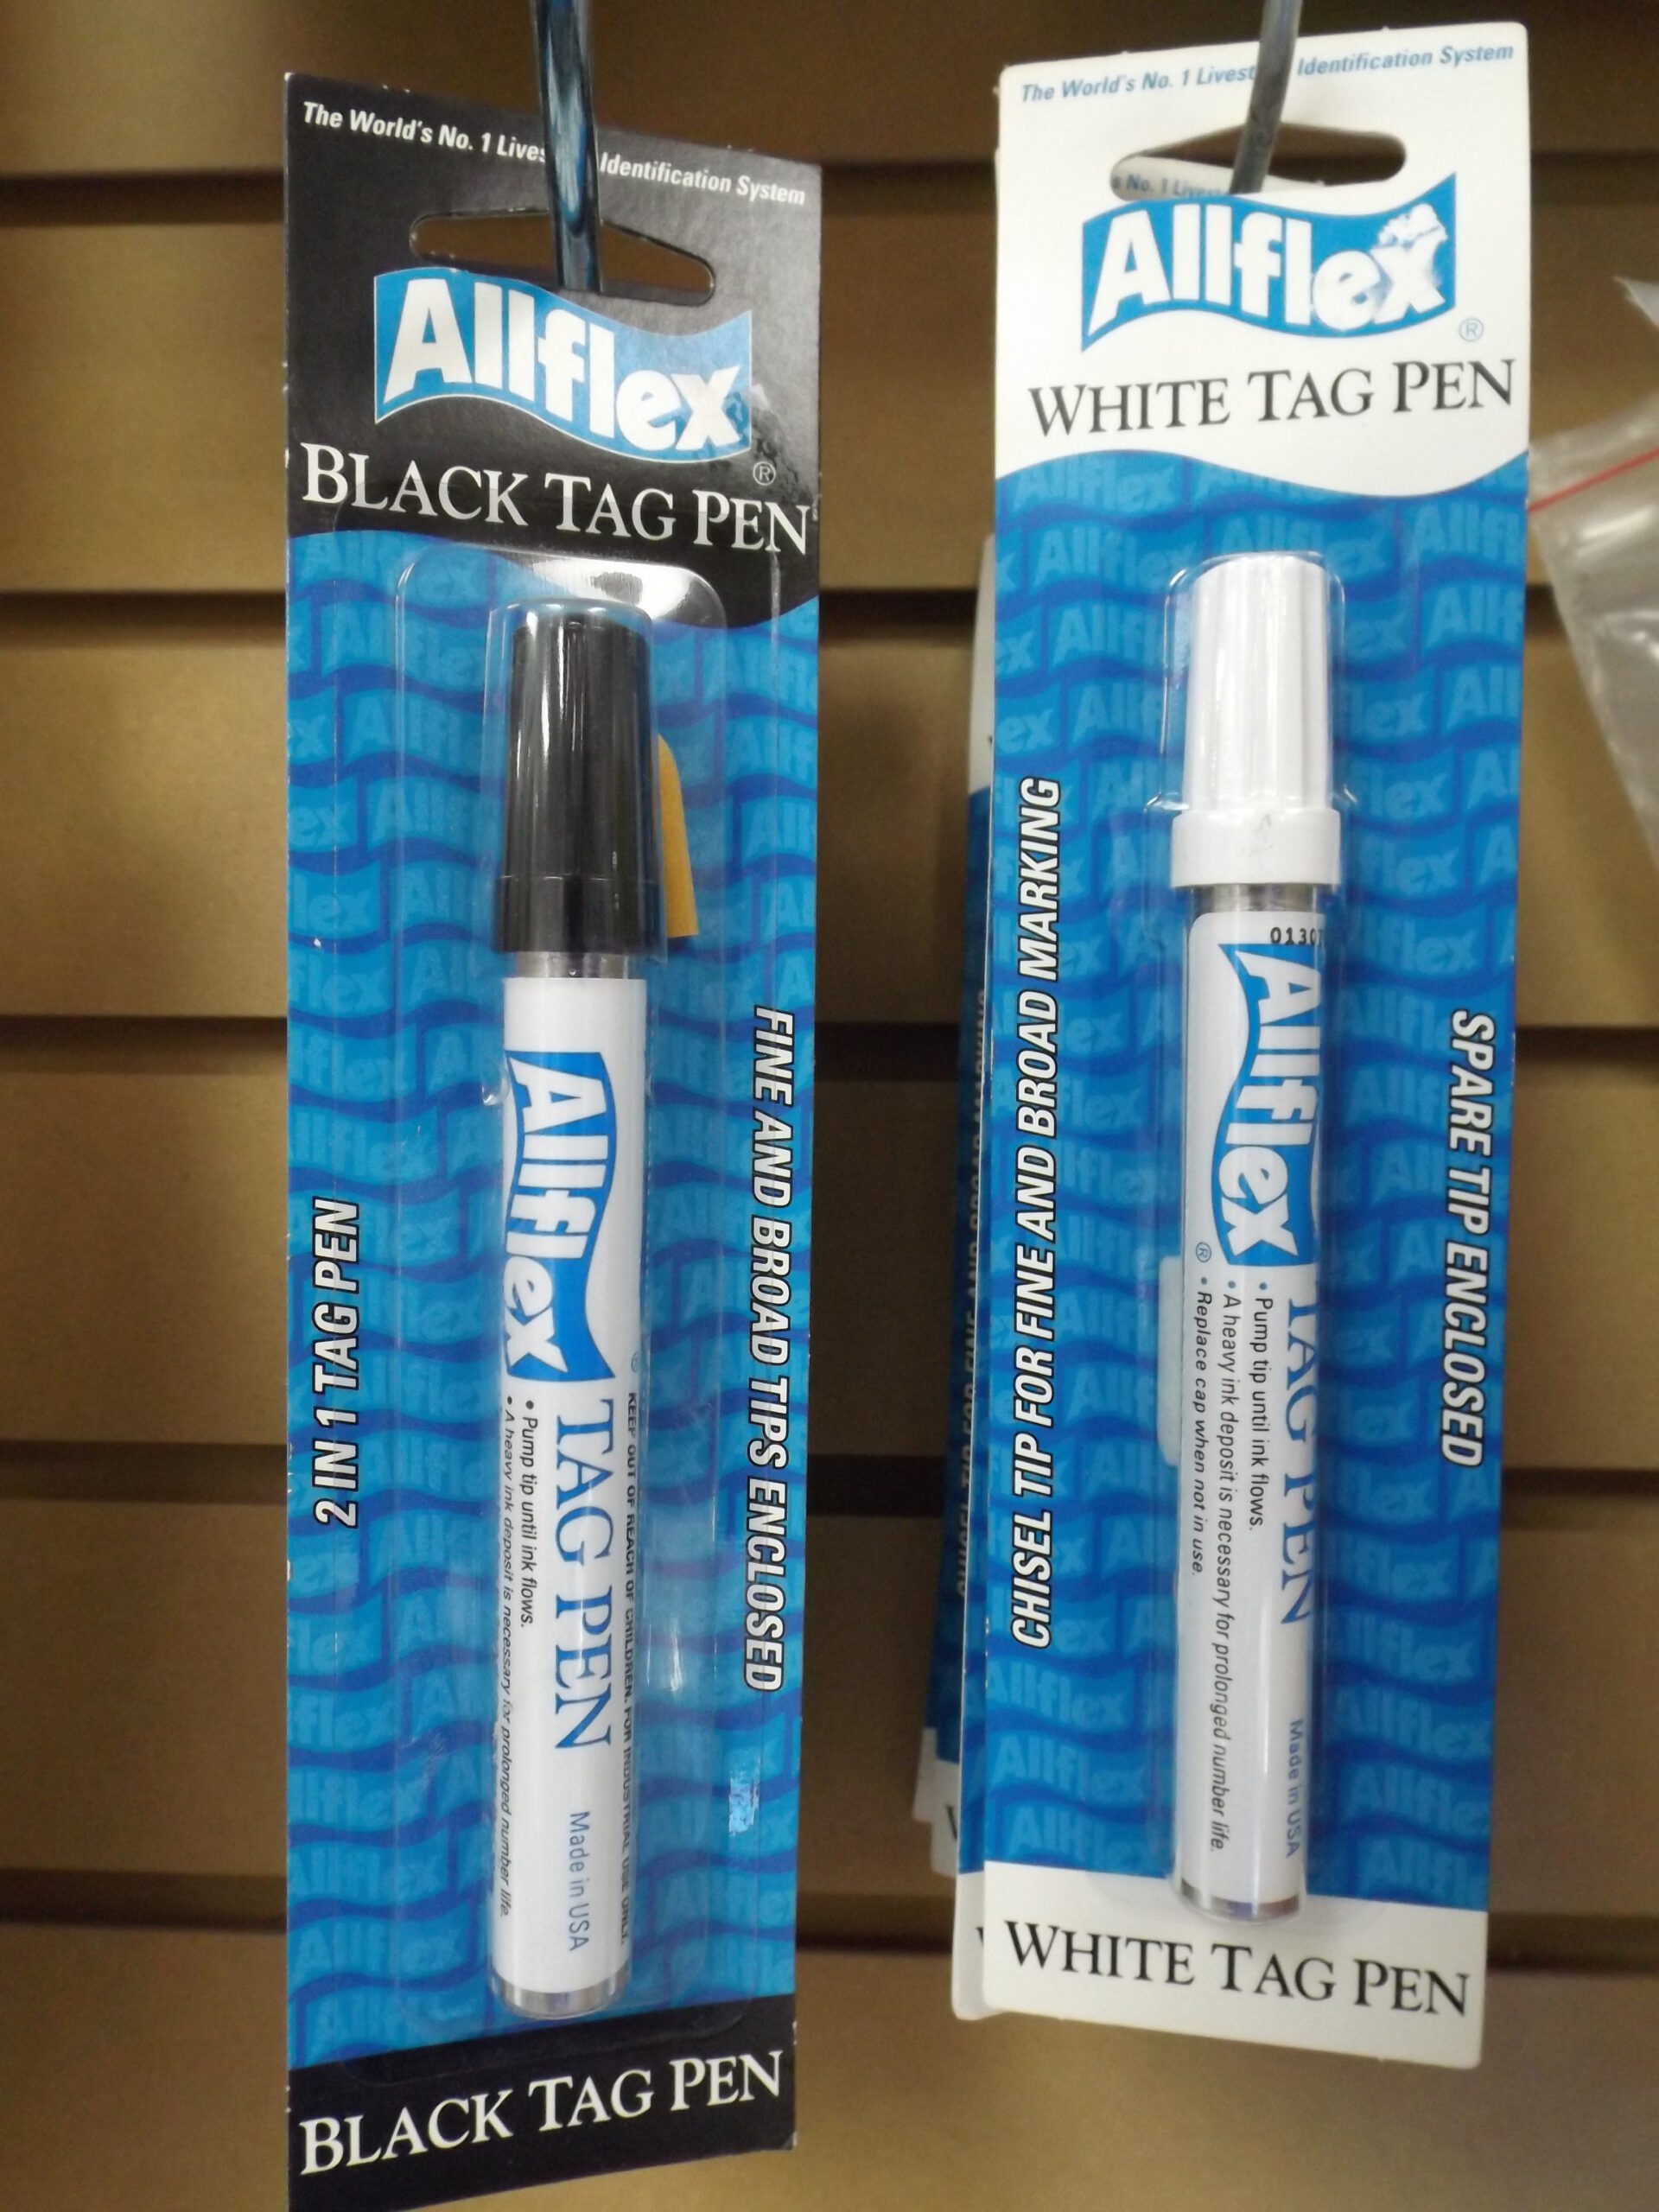 The World's No. 1 Lives Identification System
Allflex
®
BLACK TAG PEN
2 IN 1 TAG PEN
FINE AND BROAD TIPS ENCLOSED
Allflex
TAG PEN
KEEP OUT OF REACH OF CHILDREN. FOR INDUSTRIAL USE ONLY.
• Pump tip until ink flows.
• A heavy ink deposit is necessary for prolonged number life.
Made in USA
BLACK TAG PEN
The World's No. 1 Livest Identification System
s No. 1 Livest
Allflex
®
WHITE TAG PEN
CHISEL TIP FOR FINE AND BROAD MARKING
SPARE TIP ENCLOSED
0130
Allflex
®
TAG PEN
• Pump tip until ink flows.
• A heavy ink deposit is necessary for prolonged number life.
• Replace cap when not in use.
Made in USA
WHITE TAG PEN